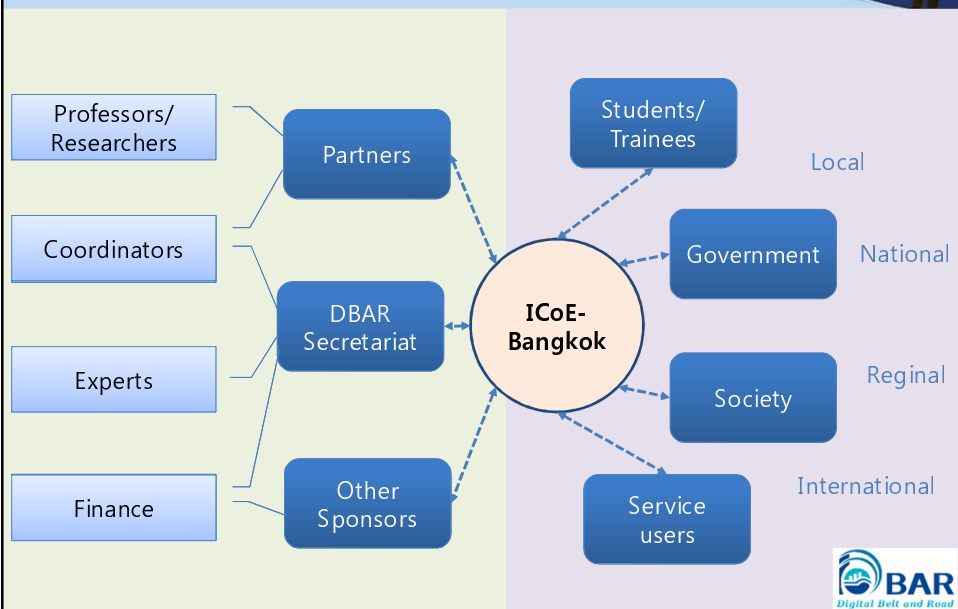 Professors/
Researchers
Coordinators
Experts
Finance
Partners
DBAR
Secretariat
Other
Sponsors
ICoE-
Bangkok
Students/
Trainees
Government
Society
Service
users
Local
National
Reginal
International
BAR
Digital Belt and Road